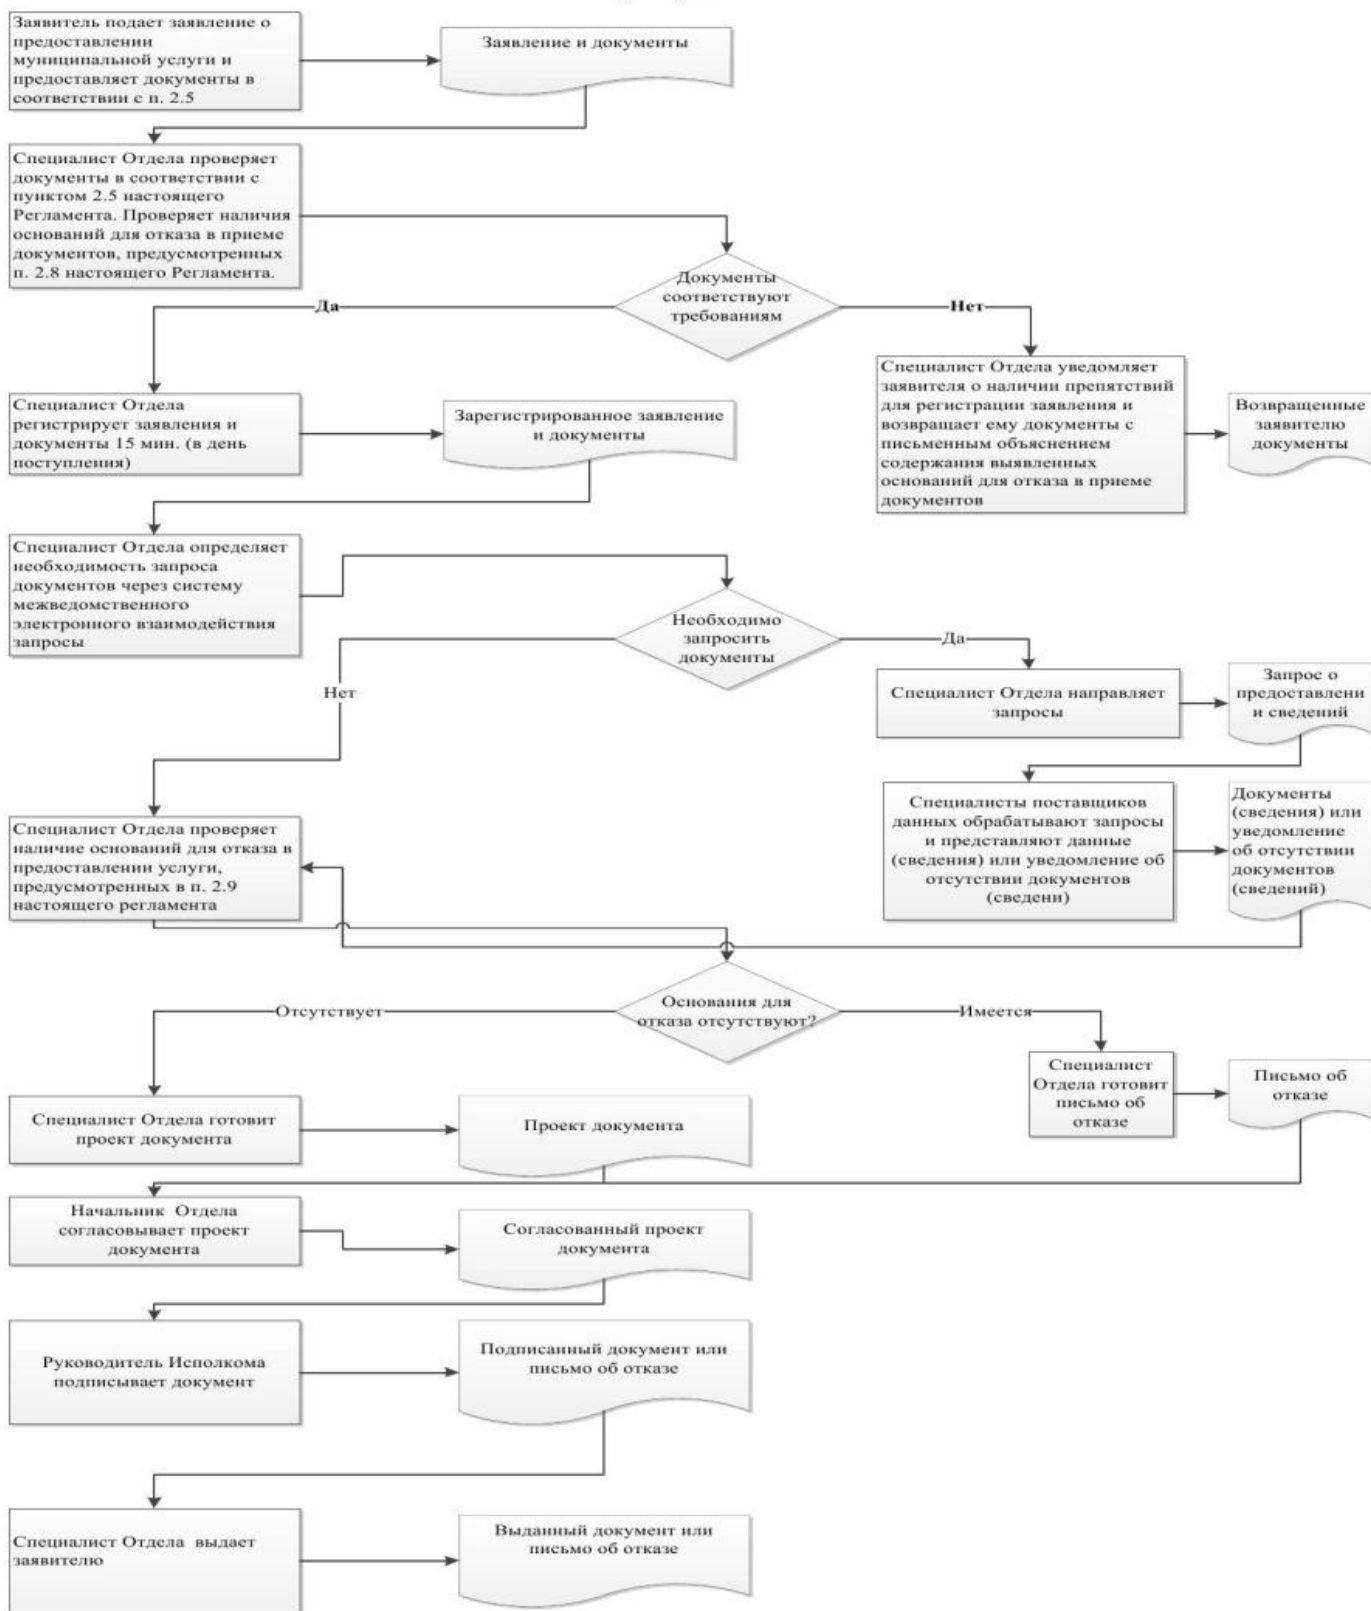 Заявитель подает заявление о
предоставлении
муниципальной услуги и
предоставляет документы в
соответствии с п. 2.5
Заявление и документы
Специалист Отдела проверяет
документы в соответствии с
пунктом 2.5 настоящего
Регламента. Проверяет наличия
оснований для отказа в приеме
документов, предусмотренных
п. 2.8 настоящего Регламента.
Документы
соответствуют
требованиям
Да
Нет
Специалист Отдела
регистрирует заявления и
документы 15 мин. (в день
поступления)
Зарегистрированное заявление
и документы
Специалист Отдела уведомляет
заявителя о наличии препятствий
для регистрации заявления и
возвращает ему документы с
письменным объяснением
содержания выявленных
оснований для отказа в приеме
документов
Возвращенные
заявителю
документы
Специалист Отдела определяет
необходимость запроса
документов через систему
межведомственного
электронного взаимодействия
запросы
Необходимо
запросить
документы
Да
Нет
Специалист Отдела направляет
запросы
Запрос о
предоставлени
и сведений
Специалисты поставщиков
данных обрабатывают запросы
и представляют данные
(сведения) или уведомление об
отсутствии документов
(сведени)
Документы
(сведения) или
уведомление
об отсутствии
документов
(сведений)
Специалист Отдела проверяет
наличие оснований для отказа в
предоставлении услуги,
предусмотренных в п. 2.9
настоящего регламента
Основания для
отказа отсутствуют?
Отсутствует
Имеется
Специалист
Отдела готовит
письмо об
отказе
Письмо об
отказе
Специалист Отдела готовит
проект документа
Проект документа
Начальник Отдела
согласовывает проект
документа
Согласованный проект
документа
Руководитель Исполкома
подписывает документ
Подписанный документ или
письмо об отказе
Специалист Отдела выдает
заявителю
Выданный документ или
письмо об отказе